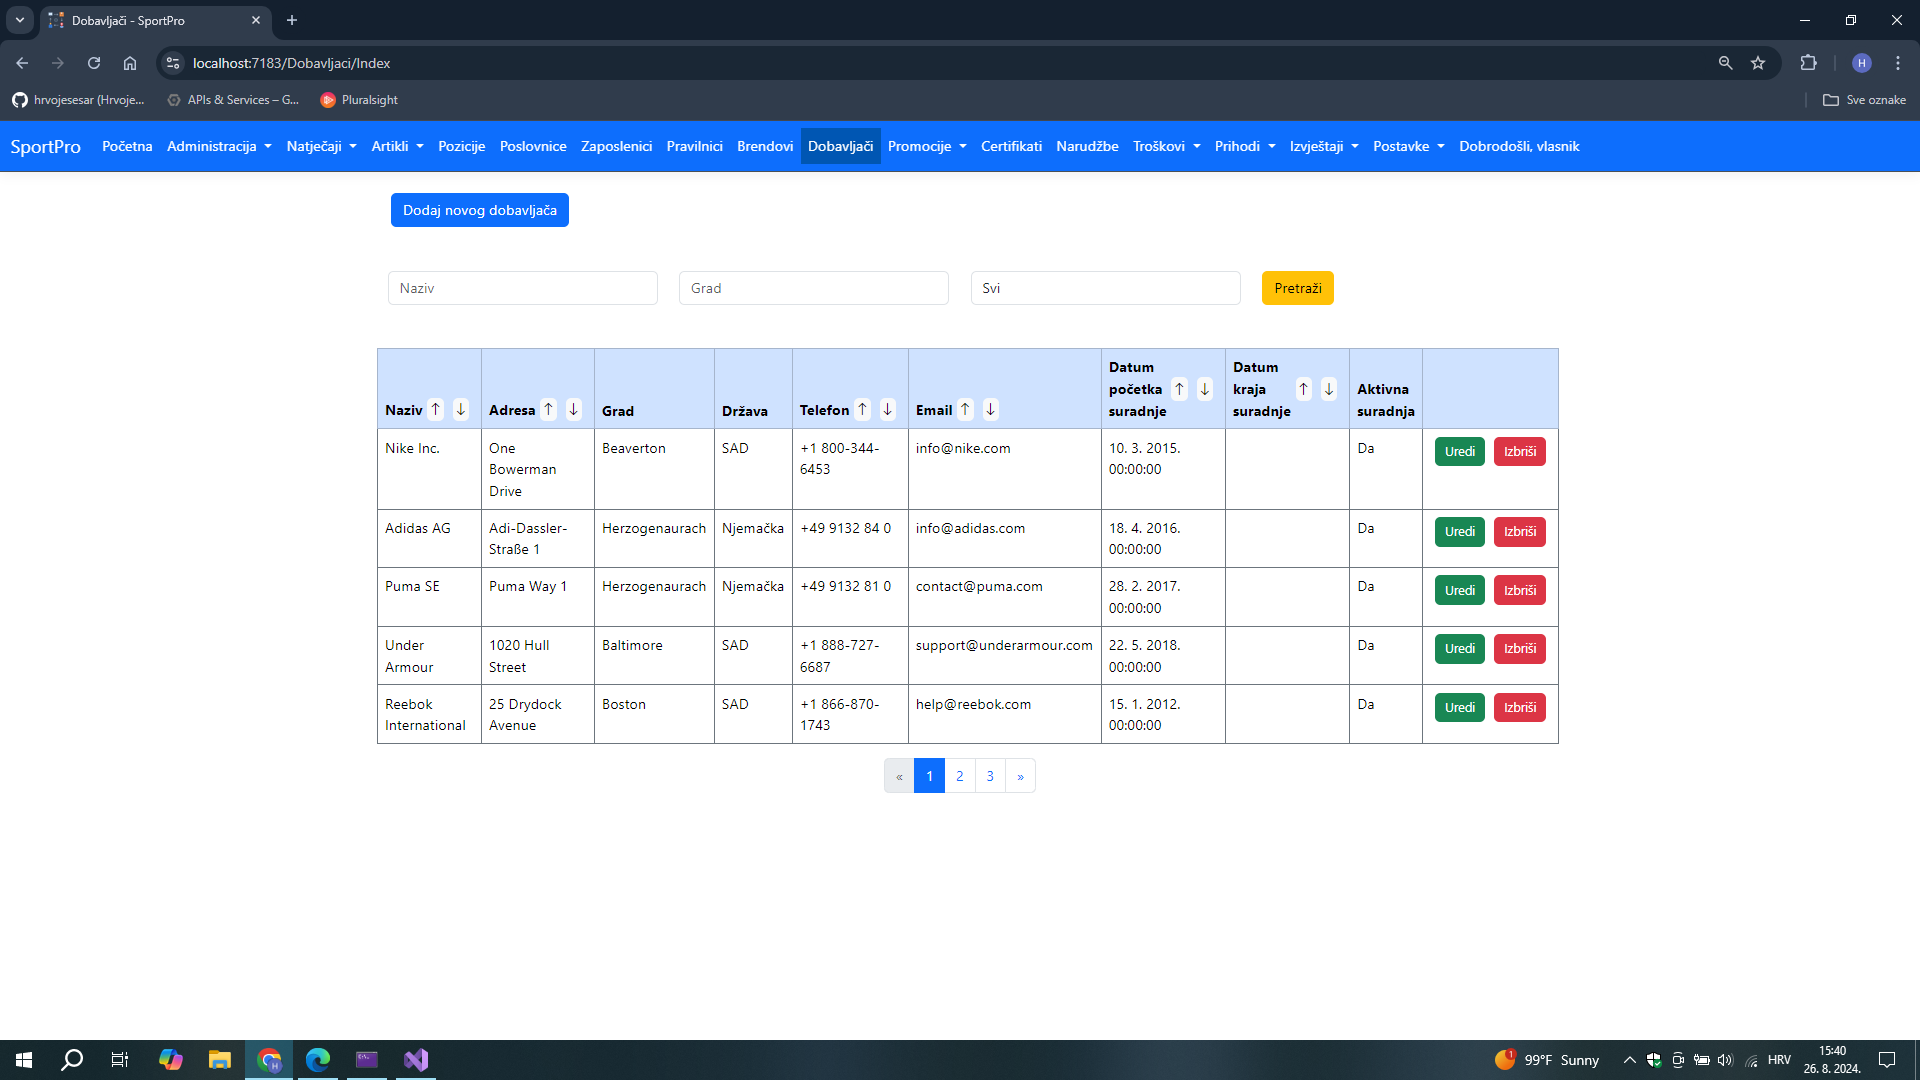 Dobavljači - SportPro
localhost:7183/Dobavljaci/Index
H
hrvojesesar (Hrvoje...
APIs & Services – G...
Pluralsight
Sve oznake
SportPro Početna Administracija Natječaji Artikli Pozicije Poslovnice Zaposlenici Pravilnici Brendovi Dobavljači Promocije Certifikati Narudžbe Troškovi Prihodi Izvještaji Postavke Dobrodošli, vlasnik
Dodaj novog dobavljača
Naziv Grad Svi Pretraži
Naziv ↑ ↓ Adresa ↑ ↓ Grad Država Telefon ↑ ↓ Email ↑ ↓ Datum početka suradnje ↑ ↓ Datum kraja suradnje ↑ ↓ Aktivna suradnja
Nike Inc. One Bowerman Drive Beaverton SAD +1 800-344-6453 info@nike.com 10. 3. 2015. 00:00:00 Da Uredi Izbriši
Adidas AG Adi-Dassler-Straße 1 Herzogenaurach Njemačka +49 9132 84 0 info@adidas.com 18. 4. 2016. 00:00:00 Da Uredi Izbriši
Puma SE Puma Way 1 Herzogenaurach Njemačka +49 9132 81 0 contact@puma.com 28. 2. 2017. 00:00:00 Da Uredi Izbriši
Under Armour 1020 Hull Street Baltimore SAD +1 888-727-6687 support@underarmour.com 22. 5. 2018. 00:00:00 Da Uredi Izbriši
Reebok International 25 Drydock Avenue Boston SAD +1 866-870-1743 help@reebok.com 15. 1. 2012. 00:00:00 Da Uredi Izbriši
« 1 2 3 »
H
1
99°F Sunny
HRV
15:40
26. 8. 2024.